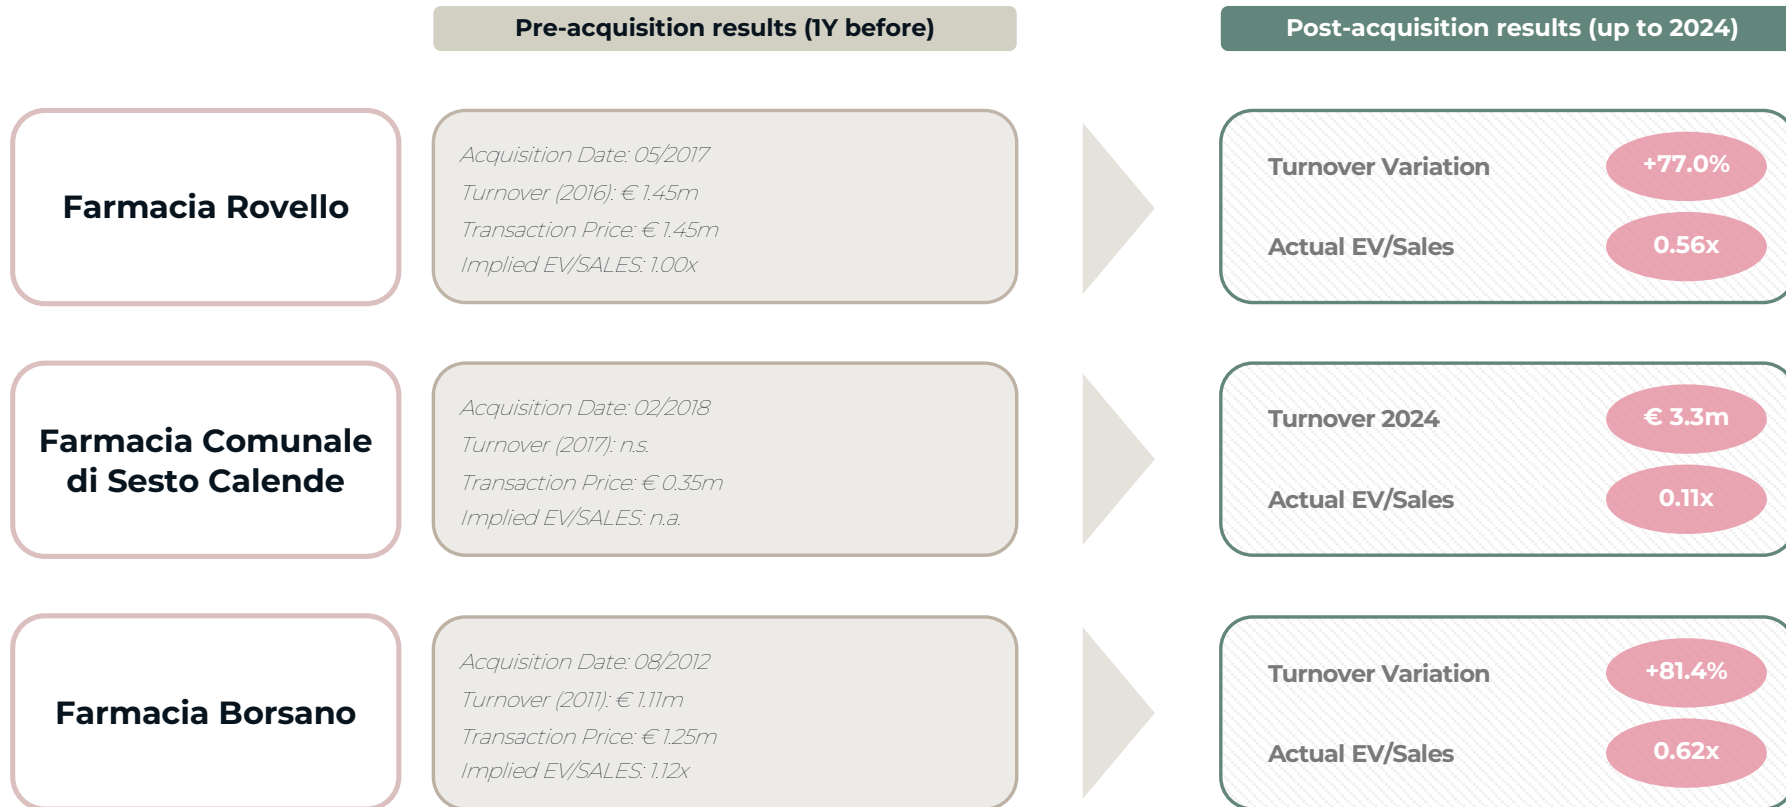 Pre-acquisition results (1Y before)
Post-acquisition results (up to 2024)
Farmacia Rovello
Acquisition Date: 05/2017
Turnover (2016): € 1.45m
Transaction Price: € 1.45m
Implied EV/SALES: 1.00x
Turnover Variation
+77.0%
Actual EV/Sales
0.56x
Farmacia Comunale
di Sesto Calende
Acquisition Date: 02/2018
Turnover (2017): n.s.
Transaction Price: € 0.35m
Implied EV/SALES: n.a.
Turnover 2024
€ 3.3m
Actual EV/Sales
0.11x
Farmacia Borsano
Acquisition Date: 08/2012
Turnover (2011): € 1.11m
Transaction Price: € 1.25m
Implied EV/SALES: 1.12x
Turnover Variation
+81.4%
Actual EV/Sales
0.62x